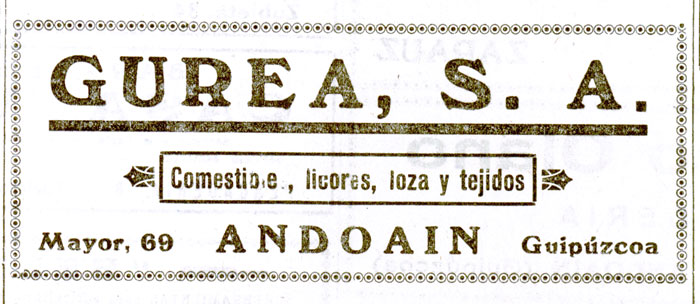 GUREA, S. A.
Comestible, licores, loza y tejidos
Mayor, 69 ANDOAIN Guipúzcoa